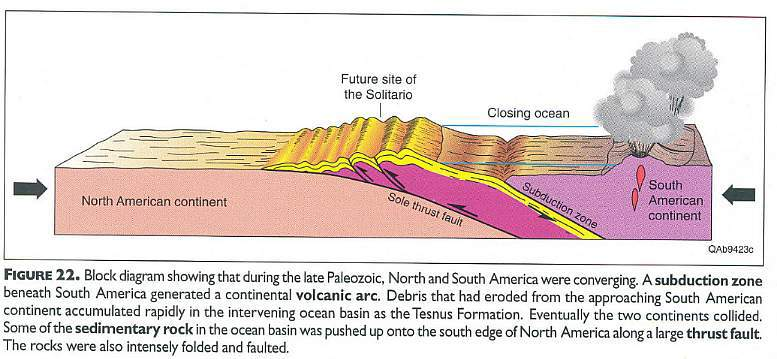 Future site of
the Solitario
Closing ocean
North American continent
Sole thrust fault
Subduction zone
South
American
continent
QAb9423c
FIGURE 22. Block diagram showing that during the late Paleozoic, North and South America were converging. A subduction zone
beneath South America generated a continental volcanic arc. Debris that had eroded from the approaching South American
continent accumulated rapidly in the intervening ocean basin as the Tesnus Formation. Eventually the two continents collided.
Some of the sedimentary rock in the ocean basin was pushed up onto the south edge of North America along a large thrust fault.
The rocks were also intensely folded and faulted.